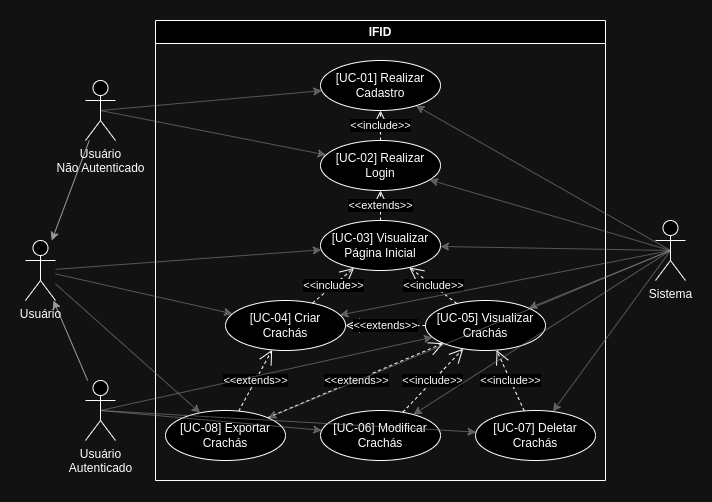 IFID
[UC-01] Realizar
Cadastro
<<include>>
Usuário
Não Autenticado
[UC-02] Realizar
Login
<<extends>>
[UC-03] Visualizar
Página Inicial
<<include>>
<<include>>
Usuário
Sistema
[UC-04] Criar
Crachás
<<extends>>
[UC-05] Visualizar
Crachás
<<extends>>
<<extends>>
<<include>>
<<include>>
[UC-08] Exportar
Crachás
[UC-06] Modificar
Crachás
[UC-07] Deletar
Crachás
Usuário
Autenticado